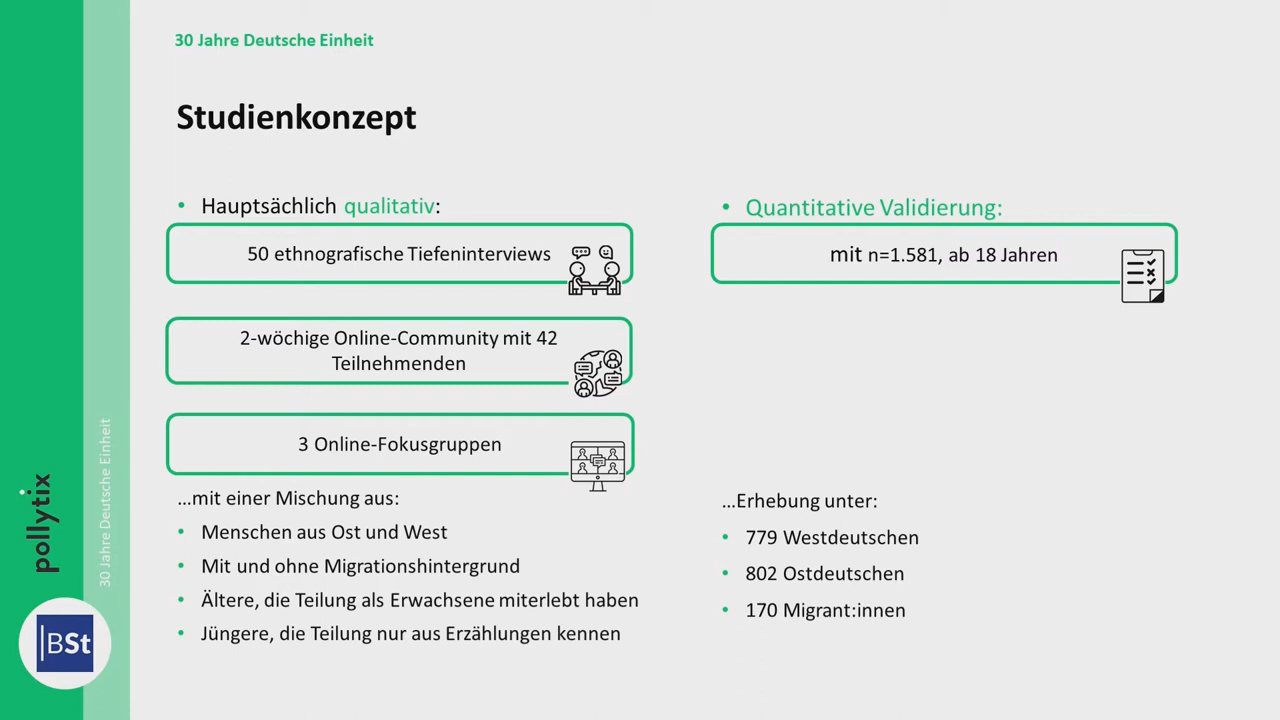 30 Jahre Deutsche Einheit
Studienkonzept
• Hauptsächlich qualitativ:
50 ethnografische Tiefeninterviews
2-wöchige Online-Community mit 42
Teilnehmenden
3 Online-Fokusgruppen
…mit einer Mischung aus:
• Menschen aus Ost und West
• Mit und ohne Migrationshintergrund
• Ältere, die Teilung als Erwachsene miterlebt haben
• Jüngere, die Teilung nur aus Erzählungen kennen
• Quantitative Validierung:
mit n=1.581, ab 18 Jahren
…Erhebung unter:
• 779 Westdeutschen
• 802 Ostdeutschen
• 170 Migrant:innen
pollytix
30 Jahre Deutsche Einheit
|BSt